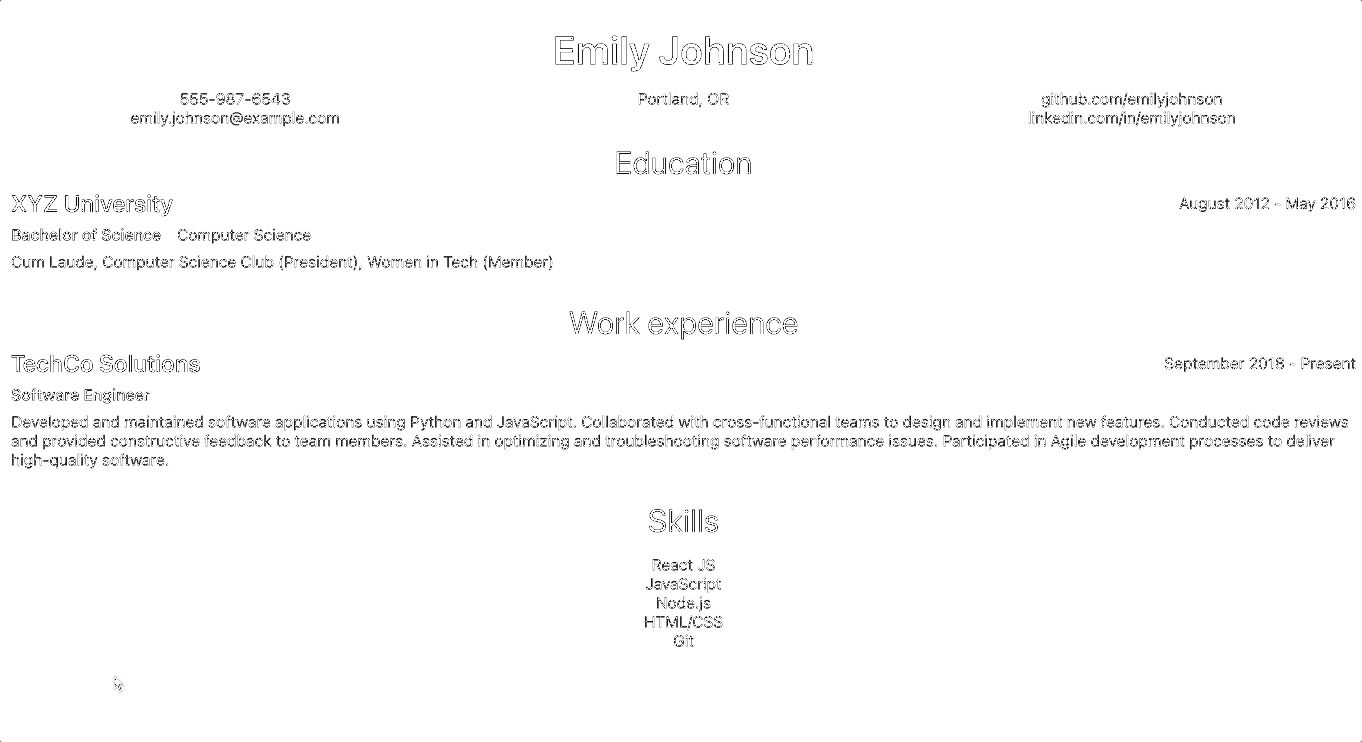 Emily Johnson
555-987-6543
Portland, OR
github.com/emilyjohnson
emily.johnson@example.com
linkedin.com/in/emilyjohnson
Education
XYZ University
August 2012 - May 2016
Bachelor of Science Computer Science
Cum Laude, Computer Science Club (President), Women in Tech (Member)
Work experience
TechCo Solutions
September 2018 - Present
Software Engineer
Developed and maintained software applications using Python and JavaScript. Collaborated with cross-functional teams to design and implement new features. Conducted code reviews
and provided constructive feedback to team members. Assisted in optimizing and troubleshooting software performance issues. Participated in Agile development processes to deliver
high-quality software.
Skills
React JS
JavaScript
Node.js
HTML/CSS
Git